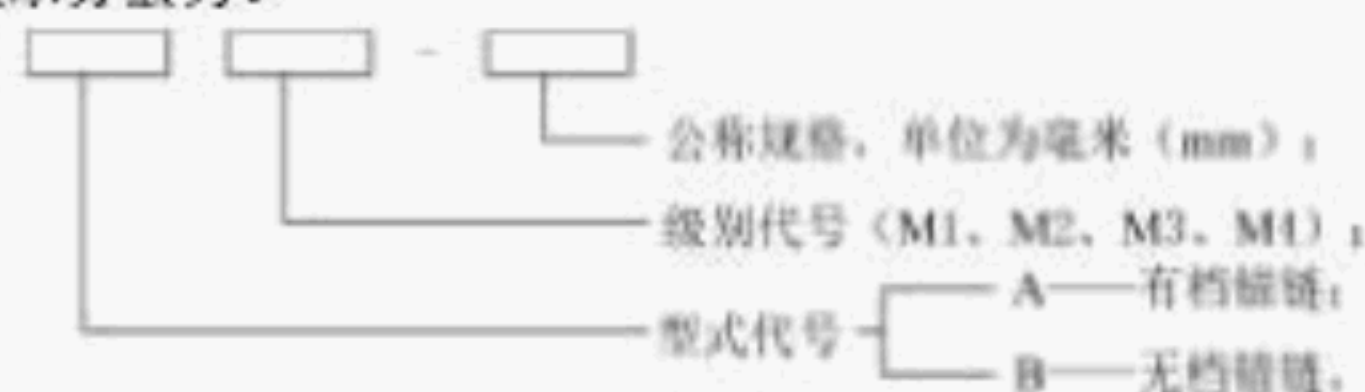 公称规格，单位为毫米（mm）；
级别代号（M1、M2、M3、M4）；
型式代号
A——有档锚链；
B——无档锚链。